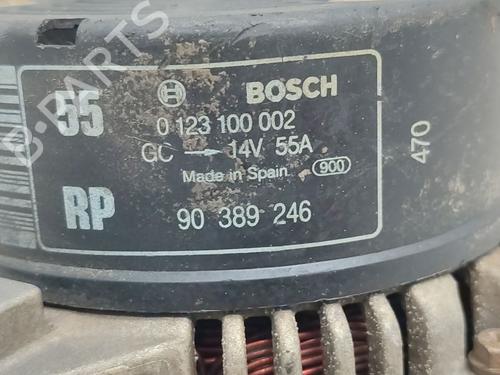 55 BOSCH
0 123 100 002
GC → 14V 55A
Made in Spain 900
RP 90 389 246
470
B-PARTS